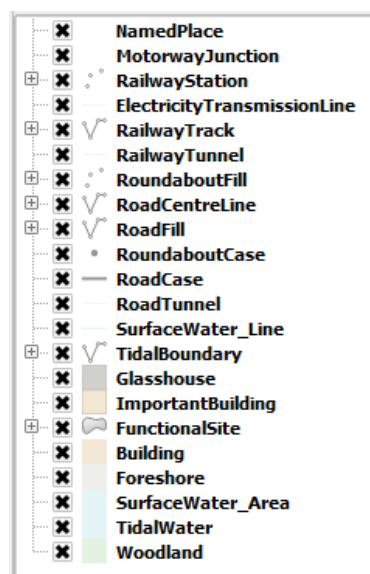 NamedPlace
MotorwayJunction
RailwayStation
ElectricityTransmissionLine
RailwayTrack
RailwayTunnel
RoundaboutFill
RoadCentreLine
RoadFill
RoundaboutCase
RoadCase
RoadTunnel
SurfaceWater_Line
TidalBoundary
Glasshouse
ImportantBuilding
FunctionalSite
Building
Foreshore
SurfaceWater_Area
TidalWater
Woodland